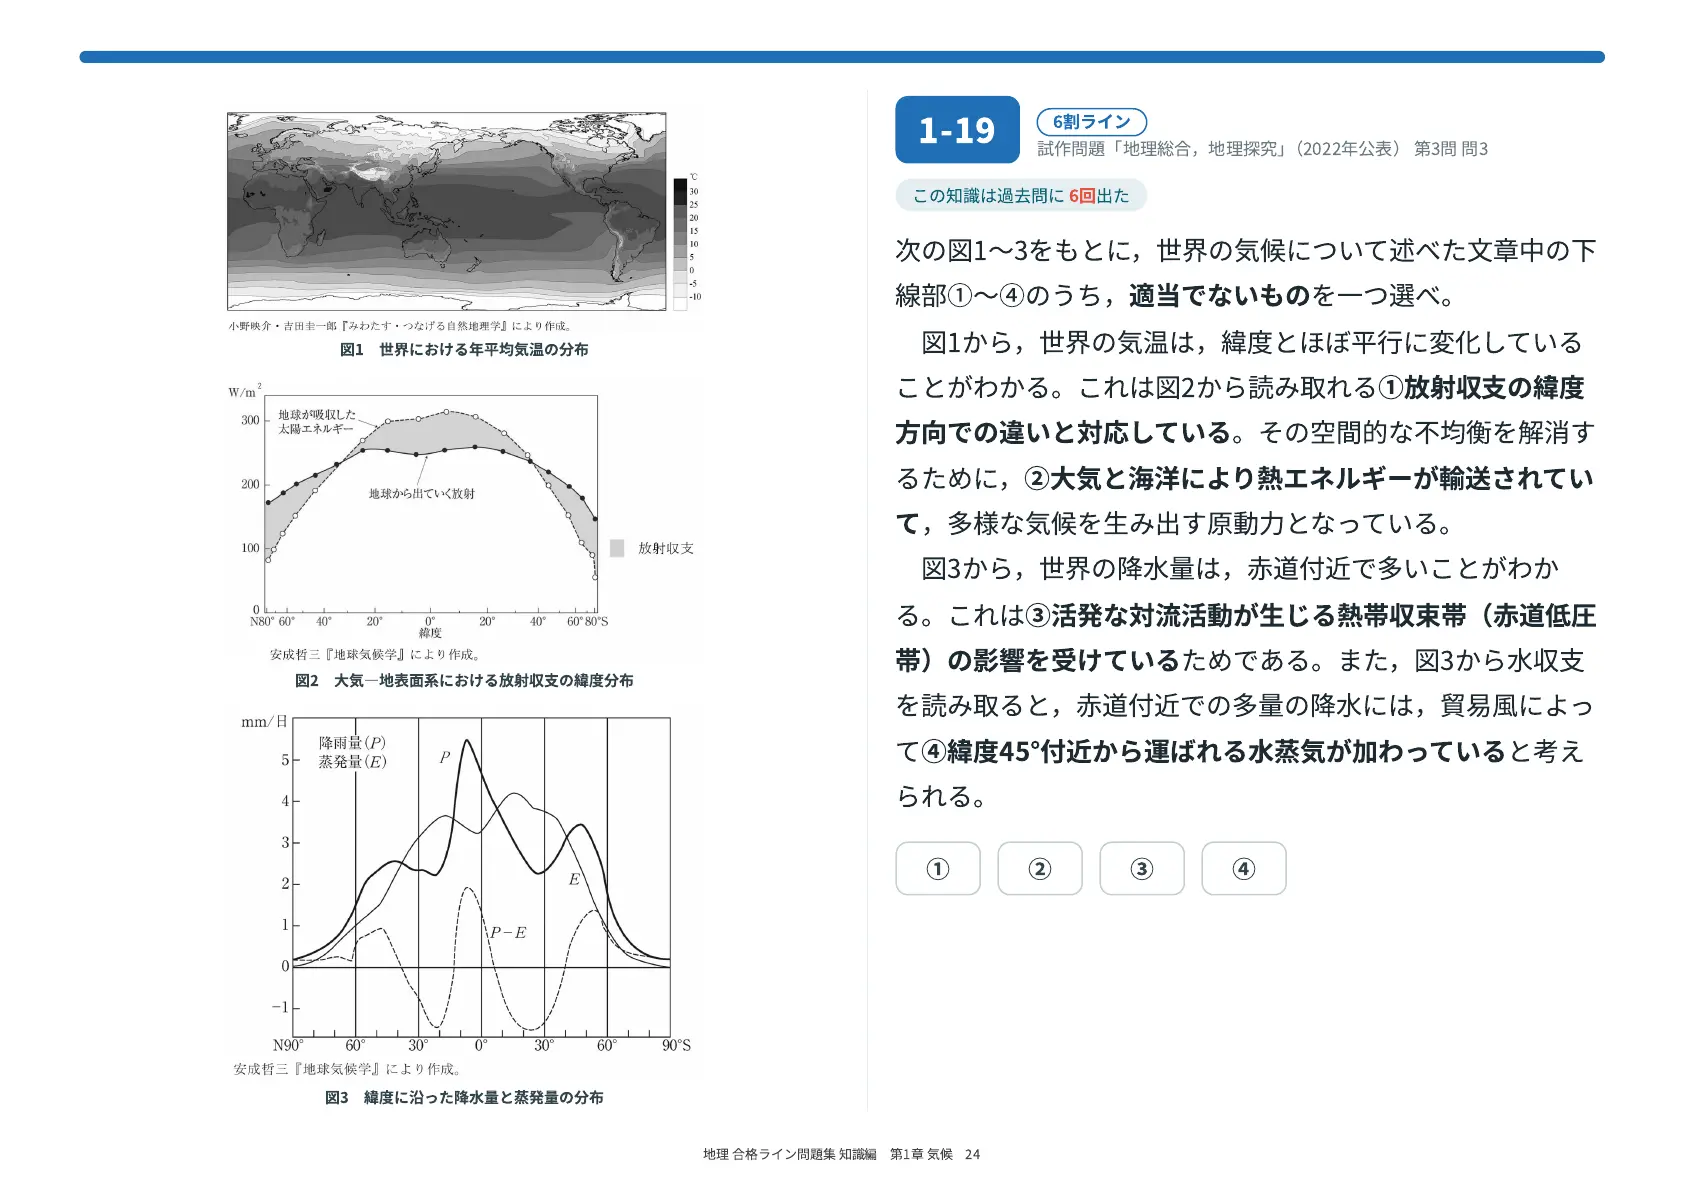 ℃
30
25
20
15
10
5
0
-5
-10
小野映介・吉田圭一郎『みわたす・つなげる自然地理学』により作成。
図1 世界における年平均気温の分布
W/m²
地球が吸収した
太陽エネルギー
300
200
100
0
地球から出ていく放射
放射収支
N80° 60° 40° 20° 0° 20° 40° 60°80°S
緯度
安成哲三『地球気候学』により作成。
図2 大気―地表面系における放射収支の緯度分布
mm/日
降雨量(P)
蒸発量(E)
P
E
P−E
5
4
3
2
1
0
−1
N90° 60° 30° 0° 30° 60° 90°S
安成哲三『地球気候学』により作成。
図3 緯度に沿った降水量と蒸発量の分布
1-19
6割ライン
試作問題「地理総合，地理探究」（2022年公表） 第3問 問3
この知識は過去問に 6回出た
次の図1～3をもとに，世界の気候について述べた文章中の下
線部①～④のうち，適当でないものを一つ選べ。
図1から，世界の気温は，緯度とほぼ平行に変化している
ことがわかる。これは図2から読み取れる①放射収支の緯度
方向での違いと対応している。その空間的な不均衡を解消す
るために，②大気と海洋により熱エネルギーが輸送されてい
て，多様な気候を生み出す原動力となっている。
図3から，世界の降水量は，赤道付近で多いことがわか
る。これは③活発な対流活動が生じる熱帯収束帯（赤道低圧
帯）の影響を受けているためである。また，図3から水収支
を読み取ると，赤道付近での多量の降水には，貿易風によっ
て④緯度45°付近から運ばれる水蒸気が加わっていると考え
られる。
① ② ③ ④
地理 合格ライン問題集 知識編 第1章 気候 24